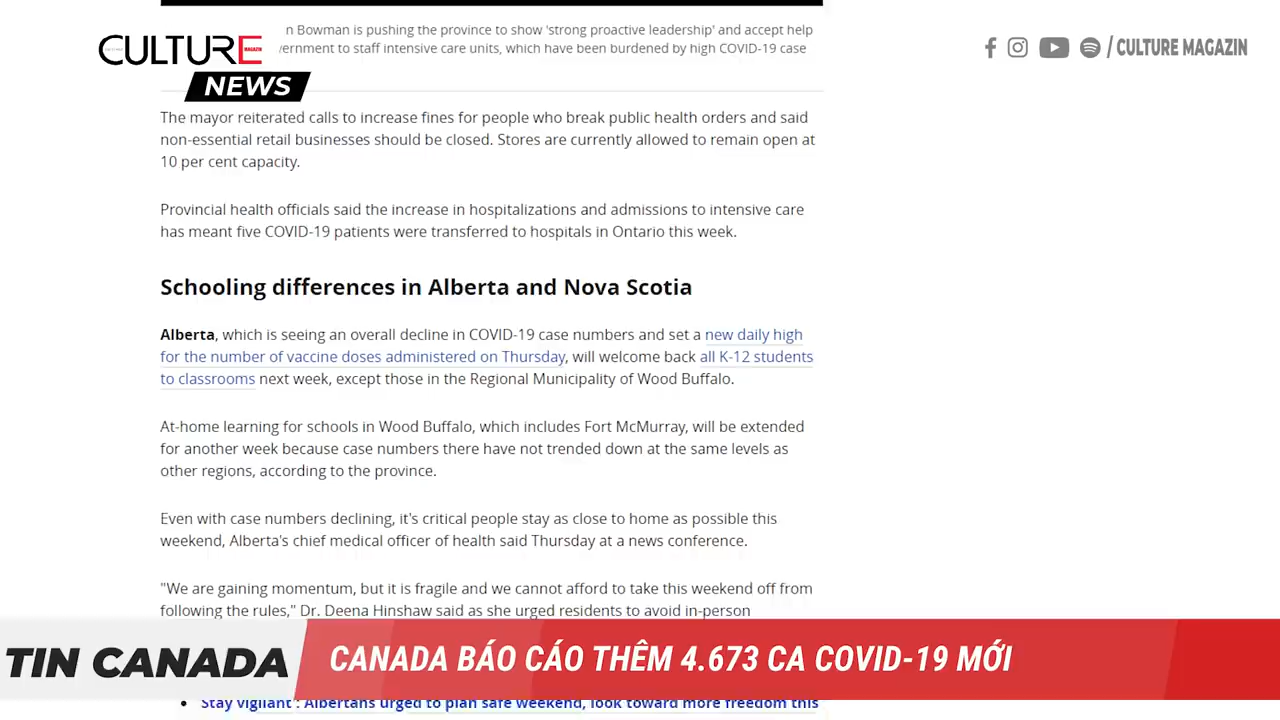 n Bowman is pushing the province to show 'strong proactive leadership' and accept help
ernment to staff intensive care units, which have been burdened by high COVID-19 case
CULTURE
MAGAZIN
NEWS
/ CULTURE MAGAZIN
The mayor reiterated calls to increase fines for people who break public health orders and said
non-essential retail businesses should be closed. Stores are currently allowed to remain open at
10 per cent capacity.
Provincial health officials said the increase in hospitalizations and admissions to intensive care
has meant five COVID-19 patients were transferred to hospitals in Ontario this week.
Schooling differences in Alberta and Nova Scotia
Alberta, which is seeing an overall decline in COVID-19 case numbers and set a new daily high
for the number of vaccine doses administered on Thursday, will welcome back all K-12 students
to classrooms next week, except those in the Regional Municipality of Wood Buffalo.
At-home learning for schools in Wood Buffalo, which includes Fort McMurray, will be extended
for another week because case numbers there have not trended down at the same levels as
other regions, according to the province.
Even with case numbers declining, it's critical people stay as close to home as possible this
weekend, Alberta's chief medical officer of health said Thursday at a news conference.
"We are gaining momentum, but it is fragile and we cannot afford to take this weekend off from
following the rules," Dr. Deena Hinshaw said as she urged residents to avoid in-person
TIN CANADA
CANADA BÁO CÁO THÊM 4.673 CA COVID-19 MỚI
• 'Stay vigilant': Albertans urged to plan safe weekend, look toward more freedom this